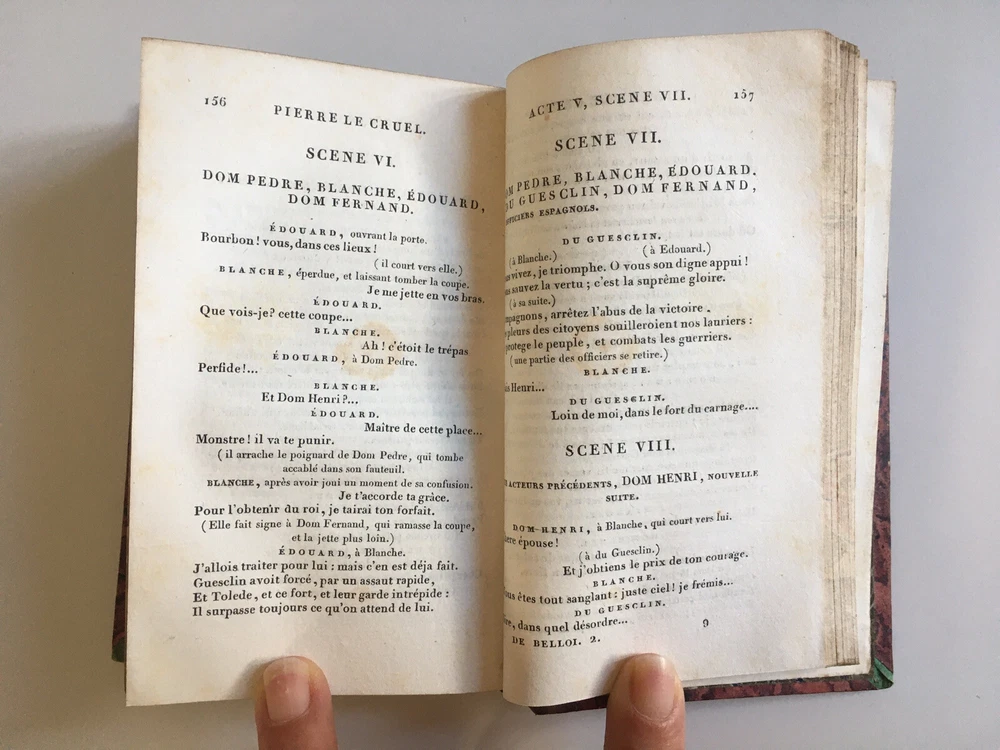 156
PIERRE LE CRUEL.
SCENE VI.
DOM PEDRE, BLANCHE, ÉDOUARD,
DOM FERNAND.
ÉDOUARD, ouvrant la porte.
Bourbon! vous, dans ces lieux!
(il court vers elle.)
BLANCHE, éperdue, et laissant tomber la coupe.
Je me jette en vos bras.
ÉDOUARD.
Que vois-je? cette coupe...
BLANCHE.
Ah! c'étoit le trépas
ÉDOUARD, à Dom Pedre.
Perfide!...
BLANCHE.
Et Dom Henri?...
ÉDOUARD.
Maître de cette place...
Monstre! il va te punir.
(il arrache le poignard de Dom Pedre, qui tombe
accablé dans son fauteuil.
BLANCHE, après avoir joui un moment de sa confusion.
Je t'accorde ta grâce.
Pour l'obtenir du roi, je tairai ton forfait.
(Elle fait signe à Dom Fernand, qui ramasse la coupe,
et la jette plus loin.)
ÉDOUARD, à Blanche.
J'allois traiter pour lui: mais c'en est déja fait.
Guesclin avoit forcé, par un assaut rapide,
Et Tolede, et ce fort, et leur garde intrépide:
Il surpasse toujours ce qu'on attend de lui.
ACTE V, SCENE VII.
157
SCENE VII.
PEDRE, BLANCHE, ÉDOUARD.
DU GUESCLIN, DOM FERNAND,
OFFICIERS ESPAGNOLS.
DU GUESCLIN.
(à Blanche.) (à Edouard.)
vivez, je triomphe. O vous son digne appui!
sauvez la vertu; c'est la suprême gloire.
(à sa suite.)
arrêtez l'abus de la victoire.
pleurs des citoyens souilleroient nos lauriers:
protege le peuple, et combats les guerriers.
(une partie des officiers se retire.)
BLANCHE.
Henri...
DU GUESCLIN.
Loin de moi, dans le fort du carnage....
SCENE VIII.
ACTEURS PRÉCÉDENTS, DOM HENRI, NOUVELLE
SUITE.
DOM HENRI, à Blanche, qui court vers lui.
épouse!
(à du Guesclin.)
Et j'obtiens le prix de ton courage.
BLANCHE.
êtes tout sanglant: juste ciel! je frémis...
DU GUESCLIN.
dans quel désordre...
DE BELLOI. 2.
9